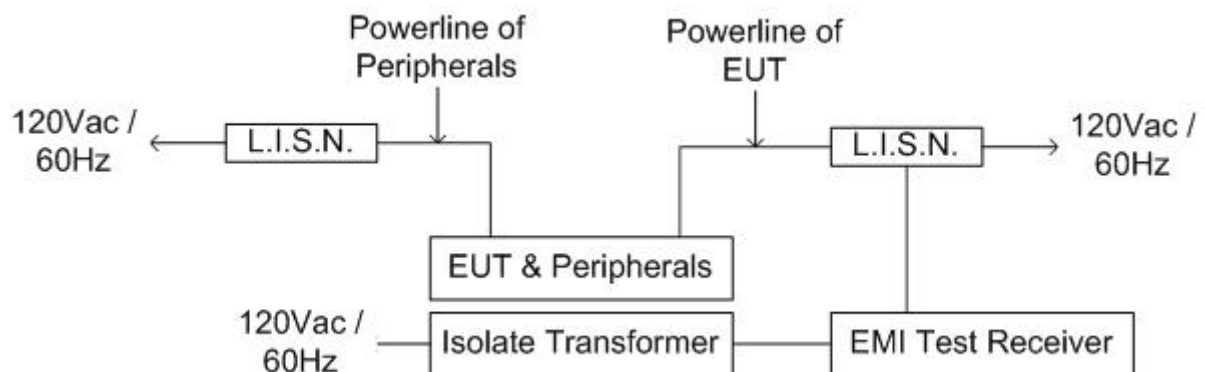 Powerline of
Peripherals
Powerline of
EUT
120Vac /
60Hz
L.I.S.N.
L.I.S.N.
120Vac /
60Hz
EUT & Peripherals
120Vac /
60Hz
Isolate Transformer
EMI Test Receiver